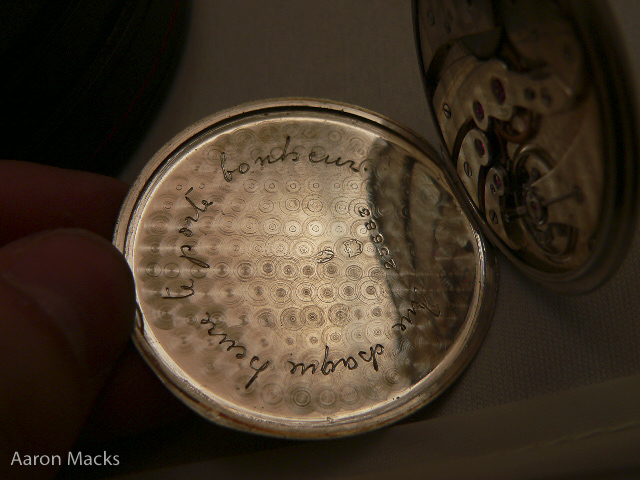 Que chaque heure t'apporte bonheur
Aaron Macks